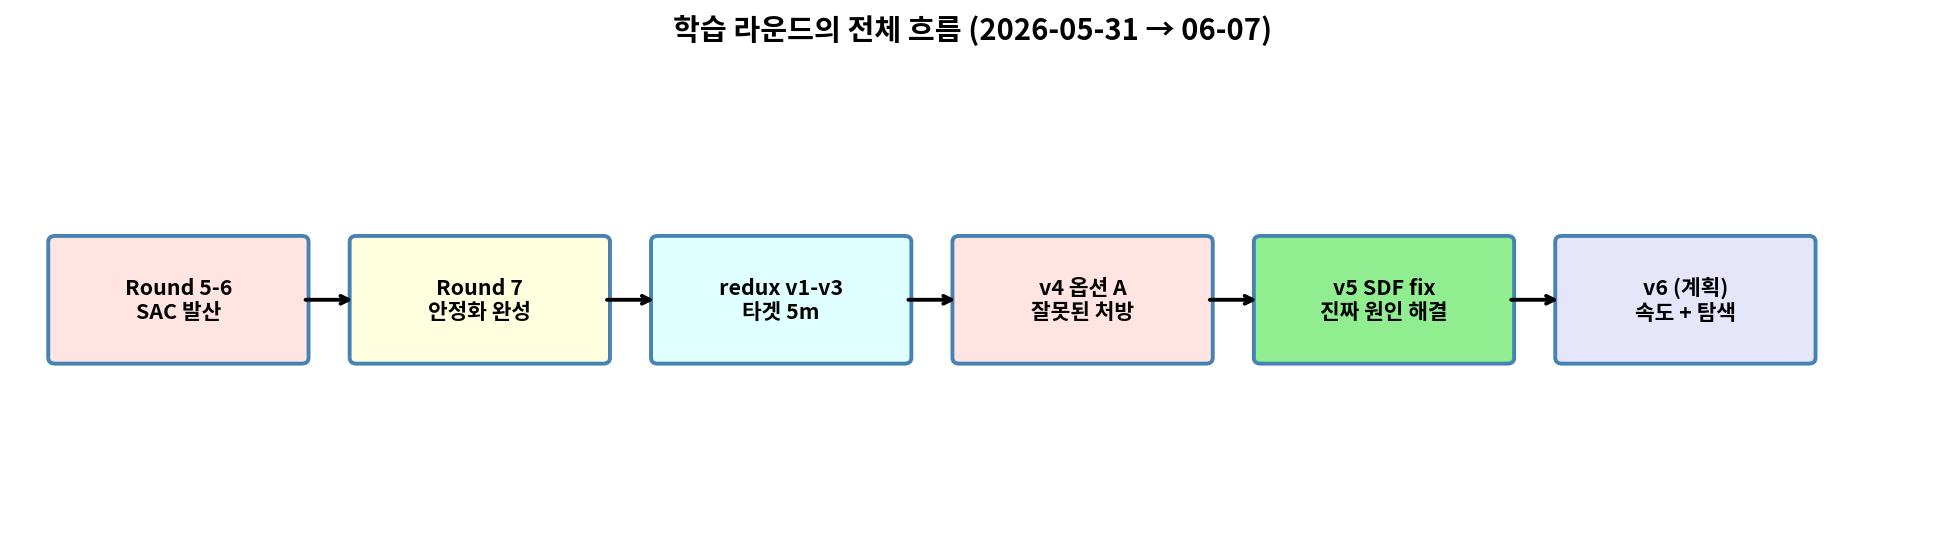 학습 라운드의 전체 흐름 (2026-05-31 → 06-07)
Round 5-6
SAC 발산
Round 7
안정화 완성
redux v1-v3
타겟 5m
v4 옵션 A
잘못된 처방
v5 SDF fix
진짜 원인 해결
v6 (계획)
속도 + 탐색